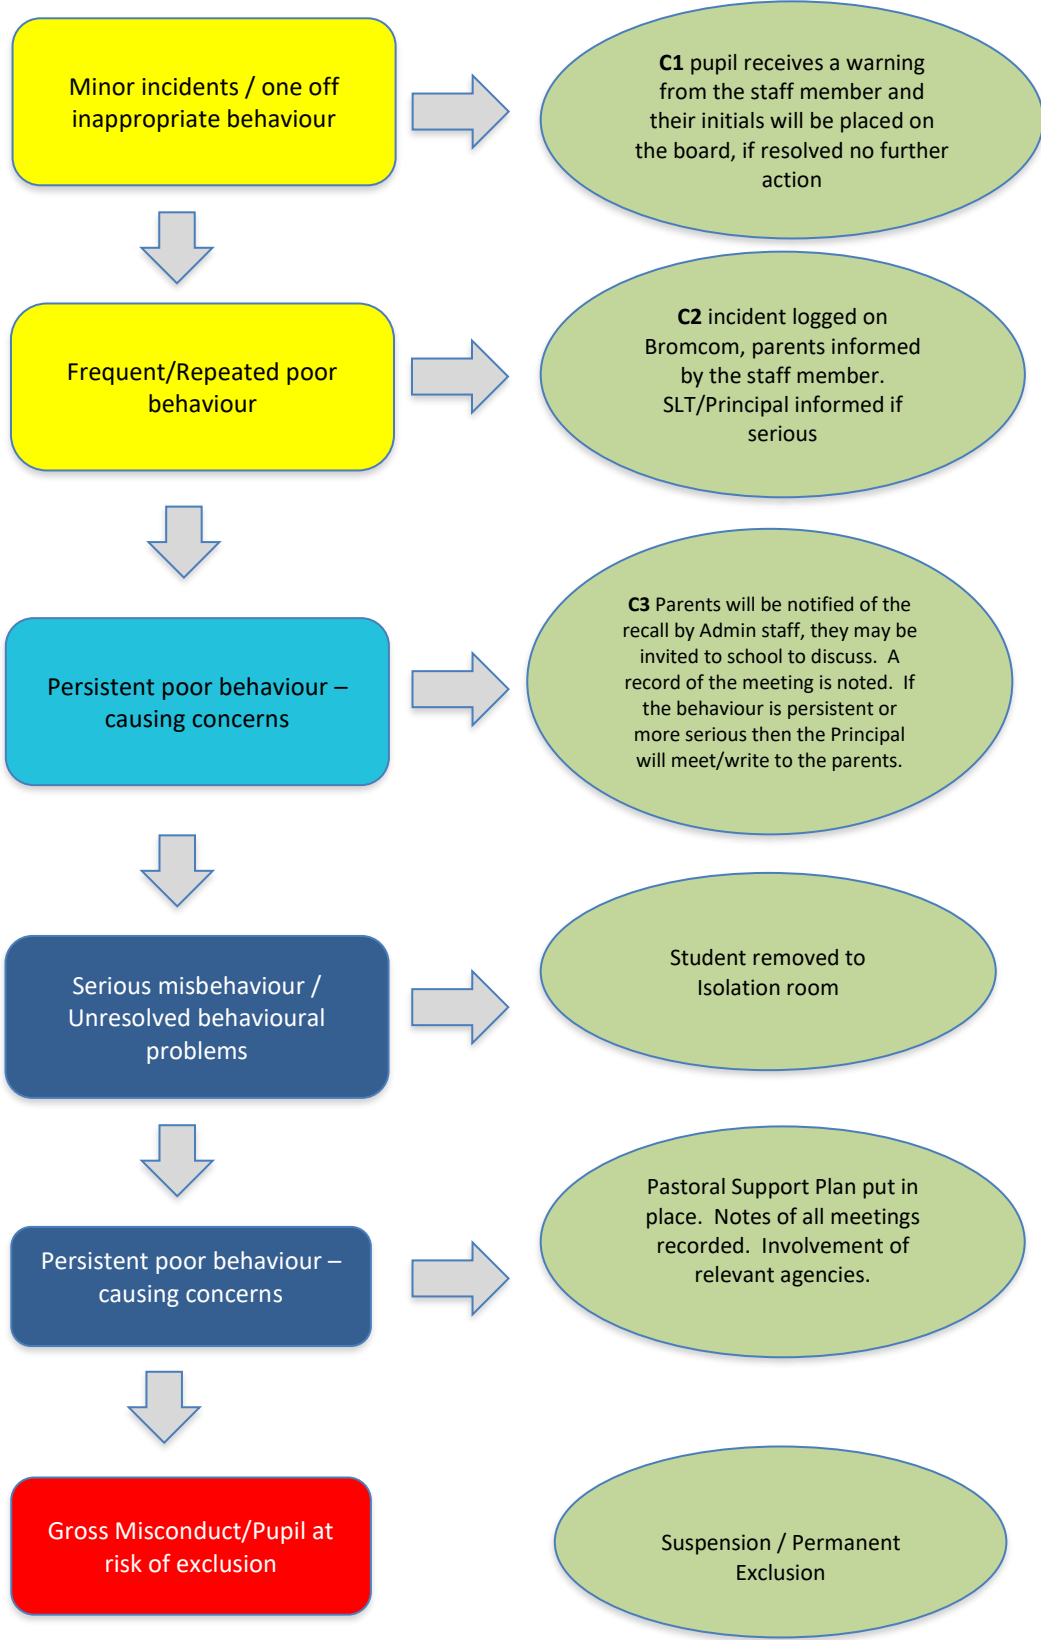 Minor incidents / one off
inappropriate behaviour
C1 pupil receives a warning
from the staff member and
their initials will be placed on
the board, if resolved no further
action
Frequent/Repeated poor
behaviour
C2 incident logged on
Bromcom, parents informed
by the staff member.
SLT/Principal informed if
serious
Persistent poor behaviour –
causing concerns
C3 Parents will be notified of the
recall by Admin staff, they may be
invited to school to discuss.  A
record of the meeting is noted.  If
the behaviour is persistent or
more serious then the Principal
will meet/write to the parents.
Serious misbehaviour /
Unresolved behavioural
problems
Student removed to
Isolation room
Persistent poor behaviour –
causing concerns
Pastoral Support Plan put in
place.  Notes of all meetings
recorded.  Involvement of
relevant agencies.
Gross Misconduct/Pupil at
risk of exclusion
Suspension / Permanent
Exclusion